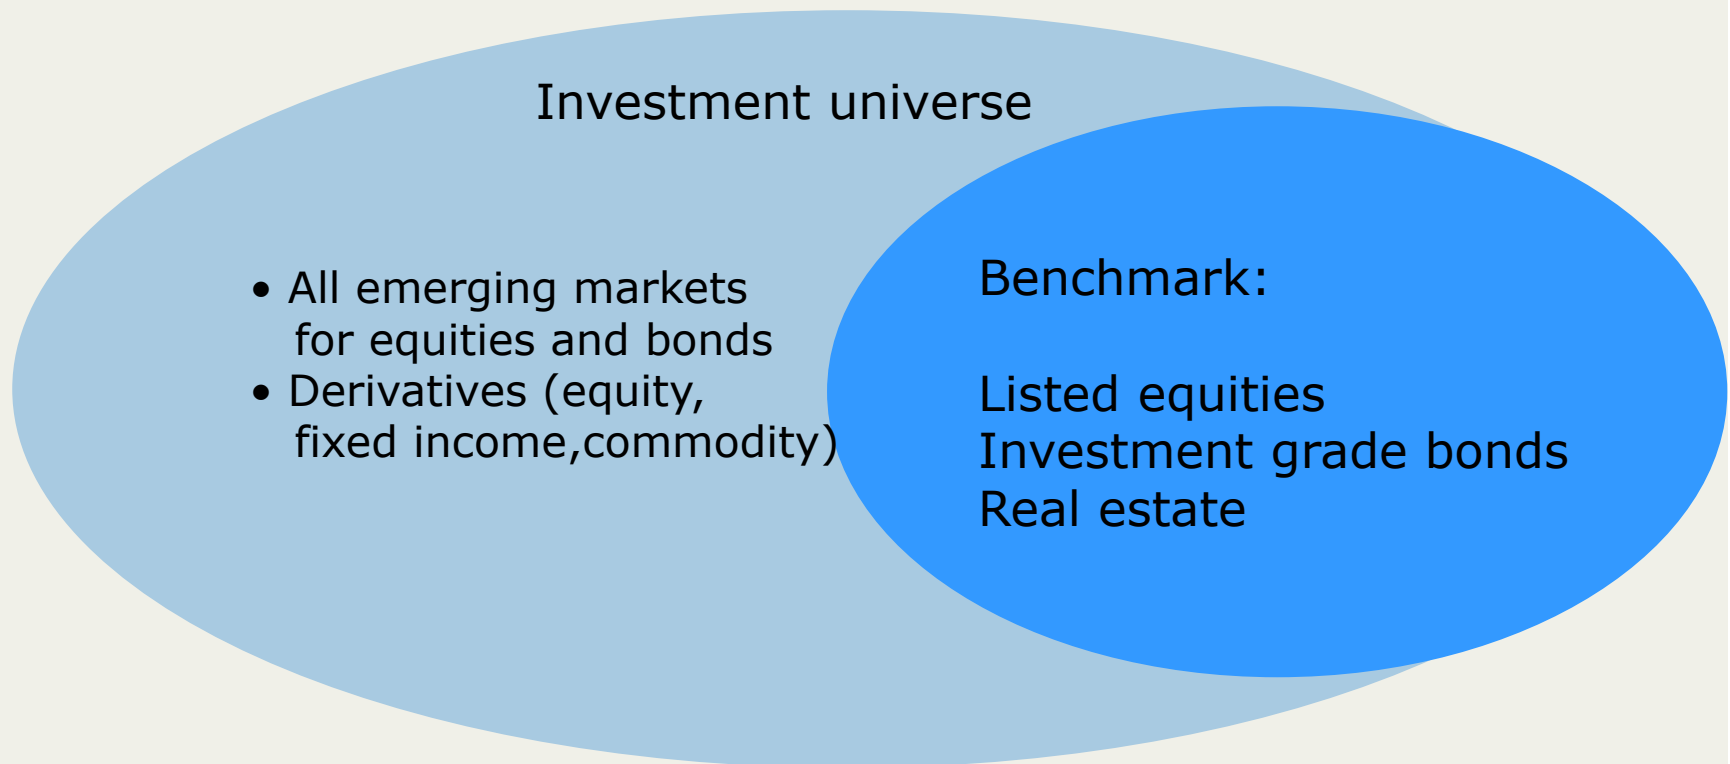 Investment universe
• All emerging markets
for equities and bonds
• Derivatives (equity,
fixed income,commodity)
Benchmark:
Listed equities
Investment grade bonds
Real estate